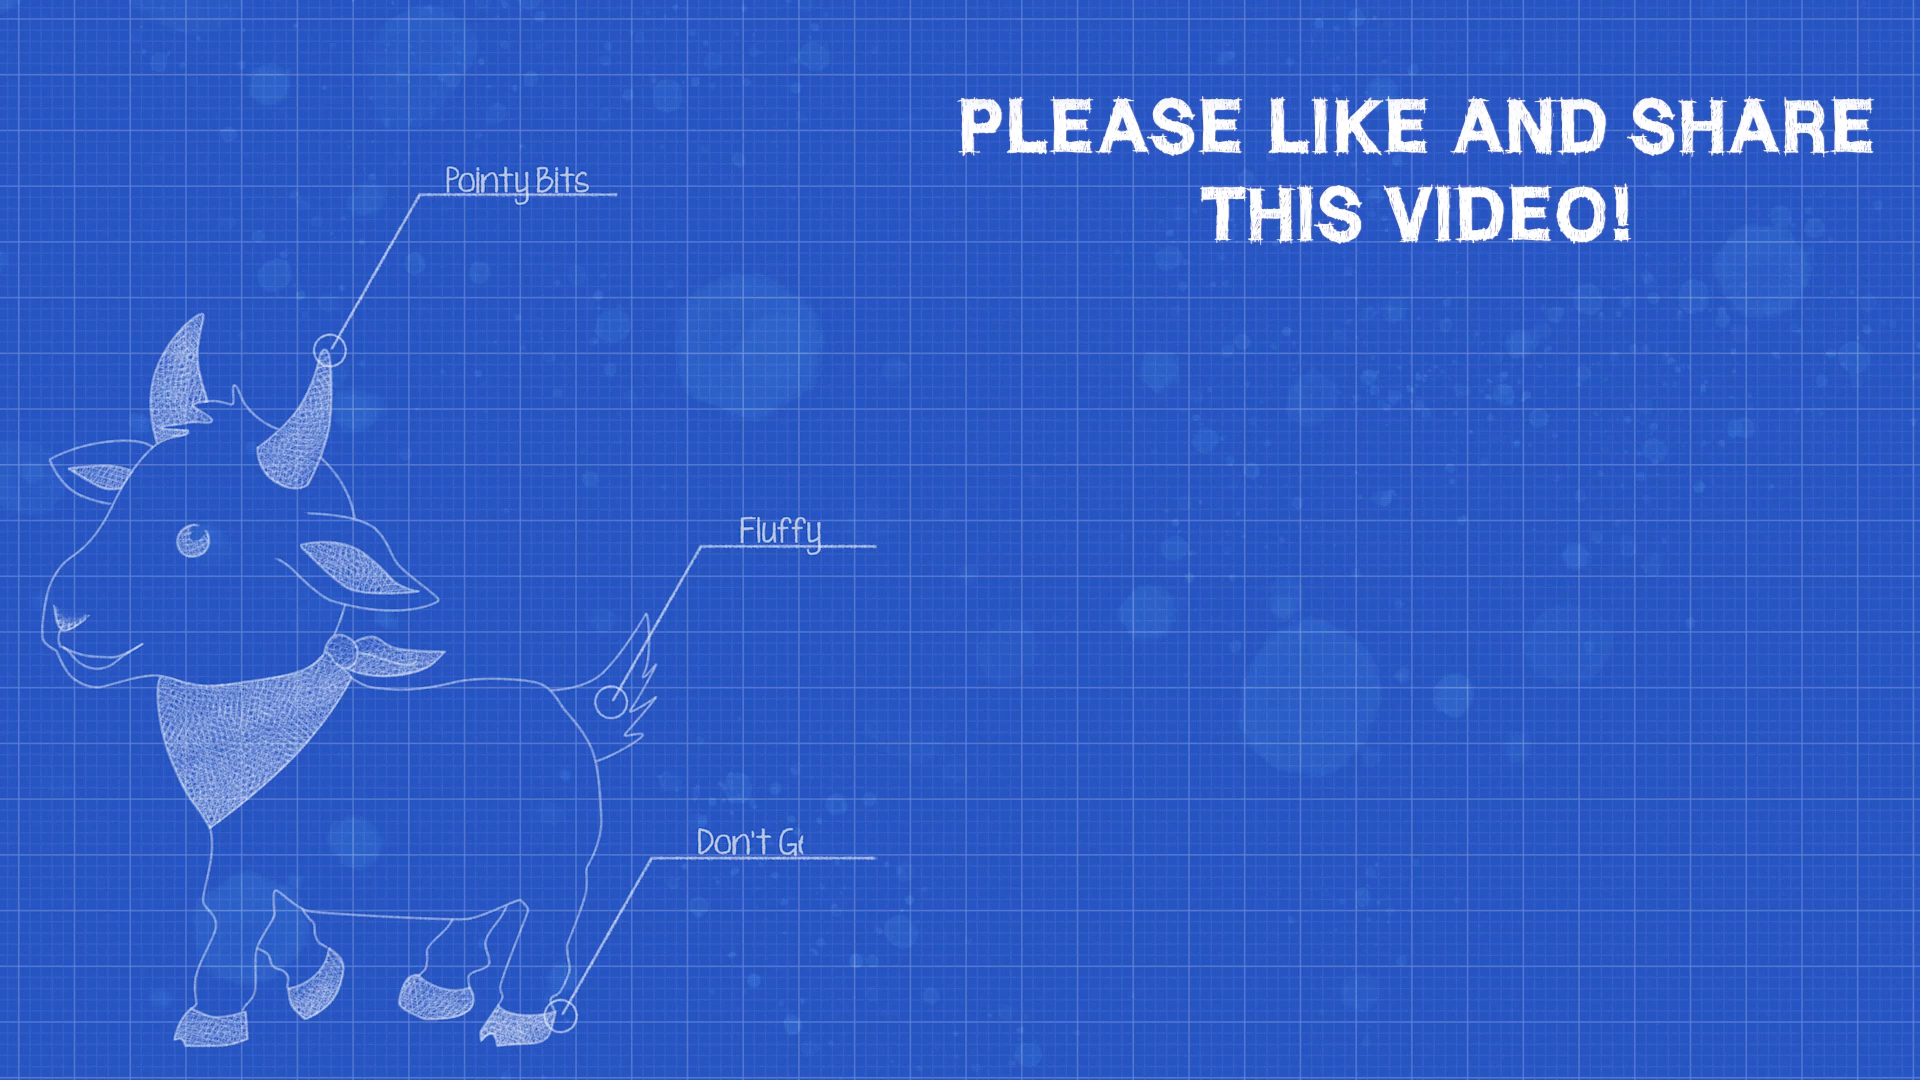 PLEASE LIKE AND SHARE
THIS VIDEO!
Pointy Bits
Fluffy
Don't